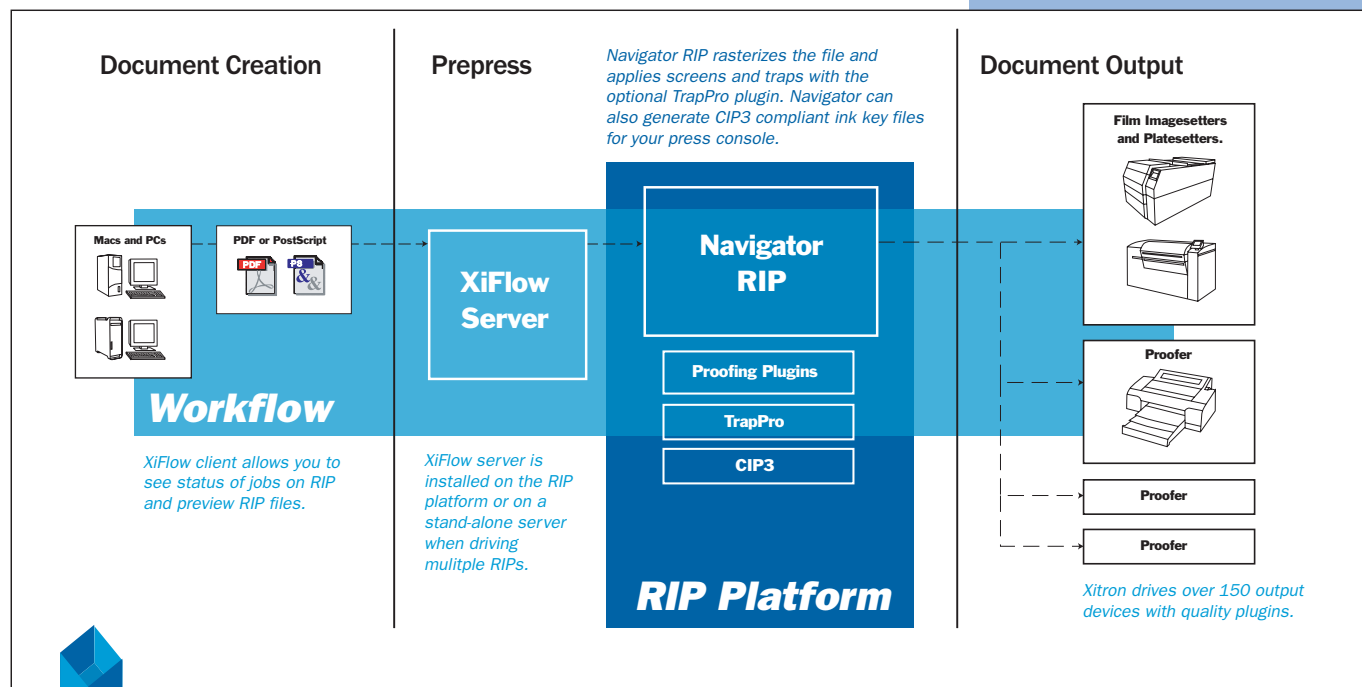 Document Creation
Prepress
Navigator RIP rasterizes the file and
applies screens and traps with the
optional TrapPro plugin. Navigator can
also generate CIP3 compliant ink key files
for your press console.
Document Output
Film Imagesetters
and Platesetters.
Macs and PCs
PDF or PostScript
PDF
PS
&&
XiFlow
Server
Navigator
RIP
Proofing Plugins
TrapPro
CIP3
Proofer
Workflow
XiFlow client allows you to
see status of jobs on RIP
and preview RIP files.
XiFlow server is
installed on the RIP
platform or on a
stand-alone server
when driving
mulitple RIPs.
Proofer
Proofer
RIP Platform
Xitron drives over 150 output
devices with quality plugins.